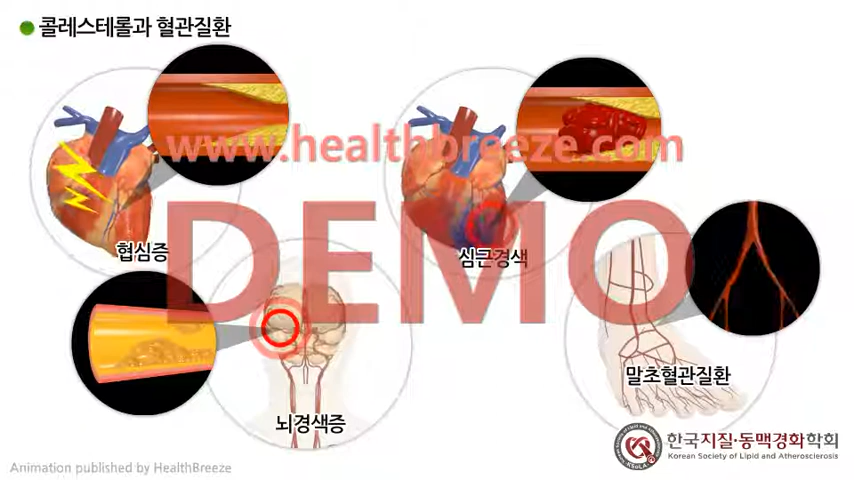 콜레스테롤과 혈관질환
www.healthbreeze.com
DEMO
협심증
심근경색
뇌경색증
말초혈관질환
한국지질·동맥경화학회
Korean Society of Lipid and Atherosclerosis
Animation published by HealthBreeze